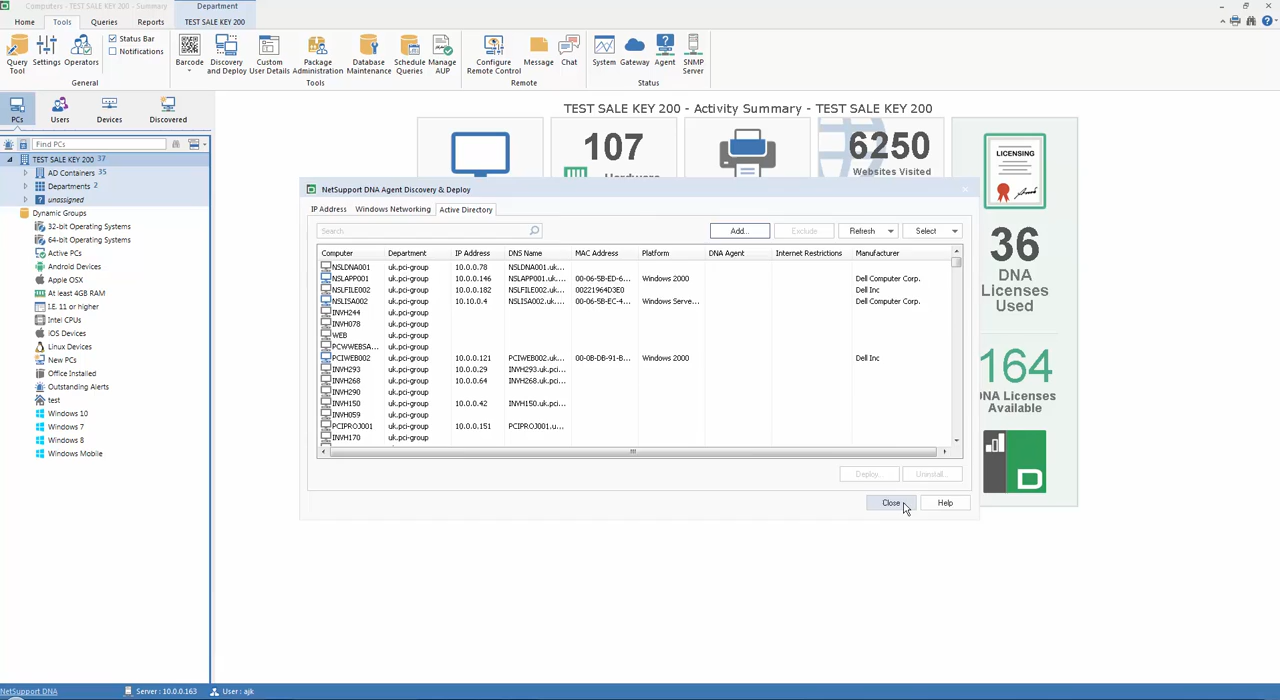 Computers - TEST SALE KEY 200 - Summary
Department
Home Tools Queries Reports TEST SALE KEY 200
Query Tool
Settings
Operators
Status Bar
Notifications
General
Barcode
Discovery and Deploy
Custom User Details
Package Administration
Database Maintenance
Schedule Queries
Manage AUP
Tools
Configure Remote Control
Message
Chat
Remote
System
Gateway
Agent
SNMP Server
Status
PCs Users Devices Discovered
Find PCs
TEST SALE KEY 200 37
AD Containers 35
Departments 2
unassigned
Dynamic Groups
32-bit Operating Systems
64-bit Operating Systems
Active PCs
Android Devices
Apple OSX
At least 4GB RAM
I.E. 11 or higher
Intel CPUs
iOS Devices
Linux Devices
New PCs
Office Installed
Outstanding Alerts
test
Windows 10
Windows 7
Windows 8
Windows Mobile
TEST SALE KEY 200 - Activity Summary - TEST SALE KEY 200
107
6250
Websites Visited
LICENSING
36
DNA
Licenses
Used
164
DNA Licenses
Available
D
NetSupport DNA Agent Discovery & Deploy
IP Address Windows Networking Active Directory
Search
Add... Exclude Refresh Select
Computer Department IP Address DNS Name MAC Address Platform DNA Agent Internet Restrictions Manufacturer
NSLDNA001 uk.pci-group 10.0.0.78 NSLDNA001.uk...
NSLAPP001 uk.pci-group 10.0.0.146 NSLAPP001.uk... 00-06-5B-ED-6... Windows 2000 Dell Computer Corp.
NSLFILE002 uk.pci-group 10.0.0.182 NSLFILE002.uk... 00221964D3E0 Dell Inc
NSLISA002 uk.pci-group 10.10.0.4 NSLISA002.uk... 00-06-5B-EC-4... Windows Serve... Dell Computer Corp.
INVH244 uk.pci-group
INVH078 uk.pci-group
WEB uk.pci-group
PCWWEBSA... uk.pci-group
PCIWEB002 uk.pci-group 10.0.0.121 PCIWEB002.uk... 00-0B-DB-91-B... Windows 2000 Dell Inc
INVH293 uk.pci-group 10.0.0.29 INVH293.uk.pci...
INVH268 uk.pci-group 10.0.0.64 INVH268.uk.pci...
INVH290 uk.pci-group
INVH150 uk.pci-group 10.0.0.42 INVH150.uk.pci...
INVH059 uk.pci-group
PCIPROJ001 uk.pci-group 10.0.0.151 PCIPROJ001.u...
INVH170 uk.pci-group
Deploy... Uninstall...
Close Help
NetSupport DNA Server : 10.0.0.163 User : ajk